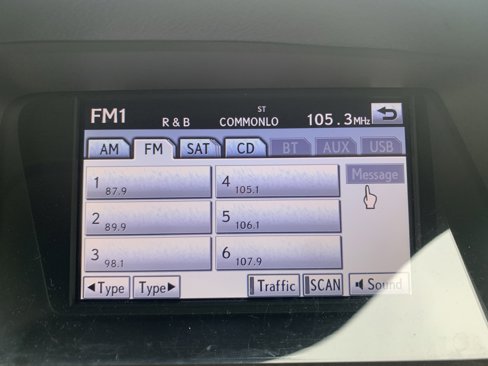 FM1 R & B ST COMMONLO 105.3MHz
AM FM SAT CD BT AUX USB
1 87.9 4 105.1 Message
2 89.9 5 106.1
3 98.1 6 107.9
◀Type Type▶ Traffic SCAN Sound